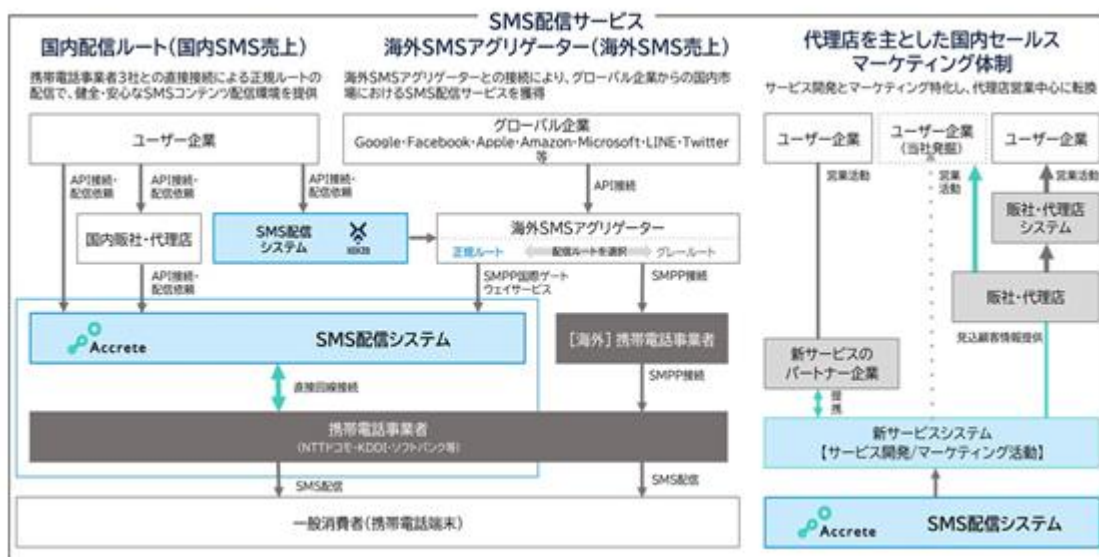 SMS配信サービス
国内配信ルート(国内SMS売上)
海外SMSアグリゲーター(海外SMS売上)
携帯電話事業者3社との直接接続による正規ルートの
配信で、健全・安心なSMSコンテンツ配信環境を提供
海外SMSアグリゲーターとの接続により、グローバル企業からの国内市
場におけるSMS配信サービスを獲得
ユーザー企業
グローバル企業
Google・Facebook・Apple・Amazon・Microsoft・LINE・Twitter
等
API接続・
配信依頼
API接続・
配信依頼
API接続・
配信依頼
API接続
国内販社・代理店
SMS配信
システム
海外SMSアグリゲーター
正規ルート
配信ルートを選択
グレールート
API接続・
配信依頼
SMPP国際ゲート
ウェイサービス
SMPP接続
Accrete
SMS配信システム
[海外]携帯電話事業者
直接回線接続
SMPP接続
携帯電話事業者
(NTTドコモ・KDDI・ソフトバンク等)
SMS配信
SMS配信
一般消費者(携帯電話端末)
代理店を主とした国内セールス
マーケティング体制
サービス開発とマーケティング特化し、代理店営業中心に転換
ユーザー企業
ユーザー企業
(当社発掘)
ユーザー企業
営業活動
営業
活動
営業活動
販社・代理店
システム
販社・代理店
見込顧客情報提供
新サービスの
パートナー企業
提
携
新サービスシステム
【サービス開発/マーケティング活動】
Accrete
SMS配信システム